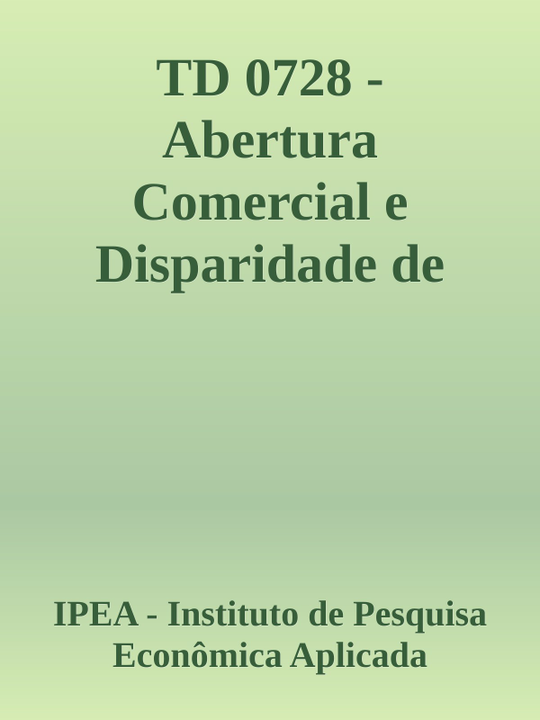 TD 0728 -
Abertura
Comercial e
Disparidade de
IPEA - Instituto de Pesquisa
Econômica Aplicada